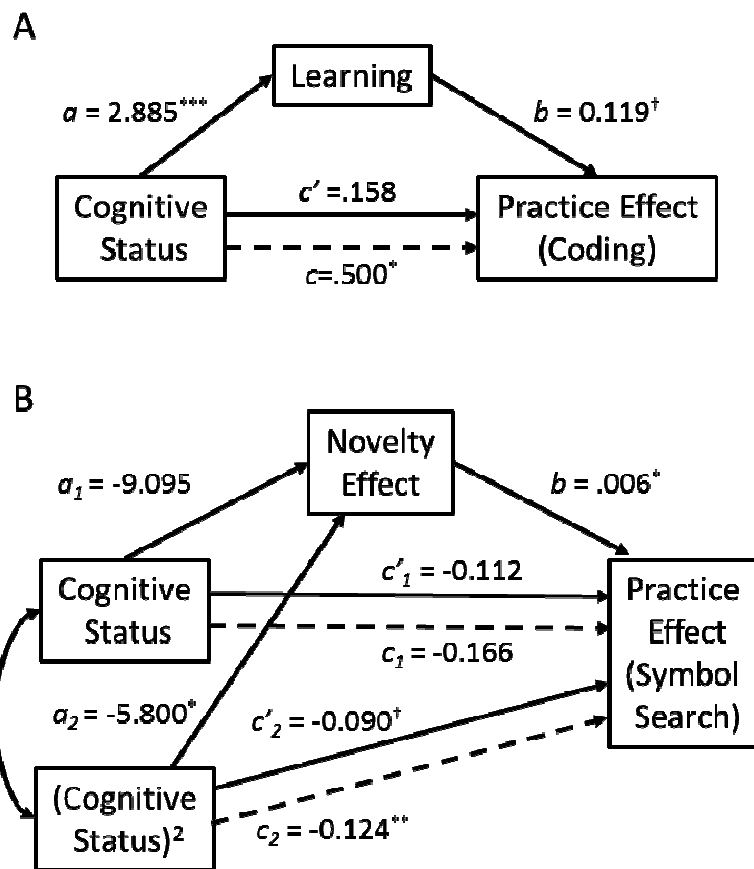 A
Learning
a = 2.885***
b = 0.119†
Cognitive
Status
c′ =.158
c=.500*
Practice Effect
(Coding)
B
Novelty
Effect
a₁ = -9.095
b = .006*
Cognitive
Status
c′₁ = -0.112
c₁ = -0.166
Practice
Effect
(Symbol
Search)
a₂ = -5.800*
c′₂ = -0.090†
(Cognitive
Status)²
c₂ = -0.124**